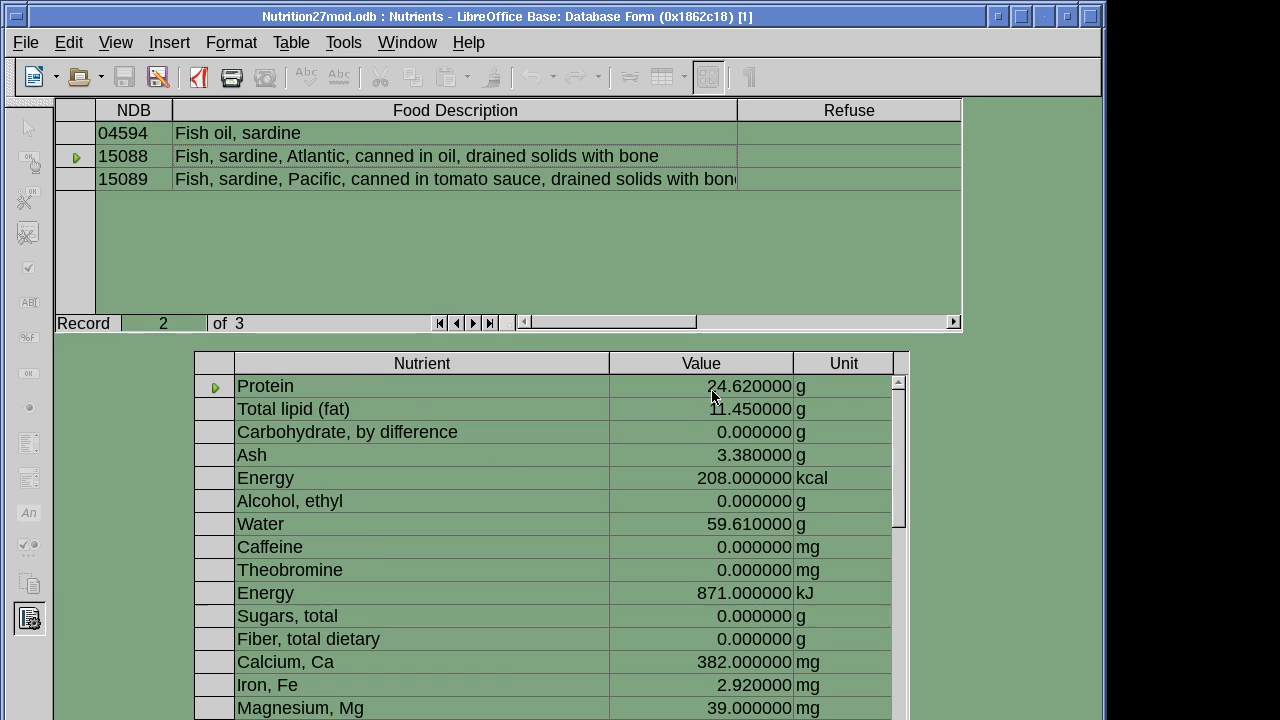 Nutrition27mod.odb : Nutrients - LibreOffice Base: Database Form (0x1862c18) [1]
File Edit View Insert Format Table Tools Window Help
NDB Food Description Refuse
04594 Fish oil, sardine
15088 Fish, sardine, Atlantic, canned in oil, drained solids with bone
15089 Fish, sardine, Pacific, canned in tomato sauce, drained solids with bon
Record 2 of 3
Nutrient Value Unit
Protein 24.620000 g
Total lipid (fat) 11.450000 g
Carbohydrate, by difference 0.000000 g
Ash 3.380000 g
Energy 208.000000 kcal
Alcohol, ethyl 0.000000 g
Water 59.610000 g
Caffeine 0.000000 mg
Theobromine 0.000000 mg
Energy 871.000000 kJ
Sugars, total 0.000000 g
Fiber, total dietary 0.000000 g
Calcium, Ca 382.000000 mg
Iron, Fe 2.920000 mg
Magnesium, Mg 39.000000 mg